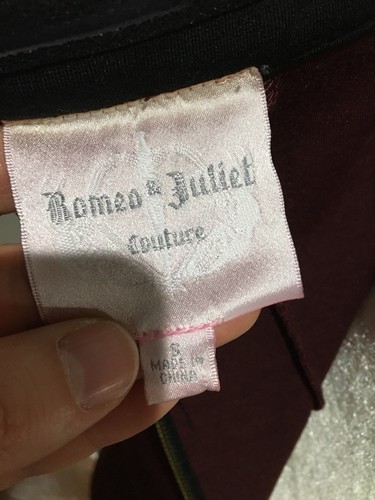 Romeo & Juliet
Couture
S
MADE IN
CHINA